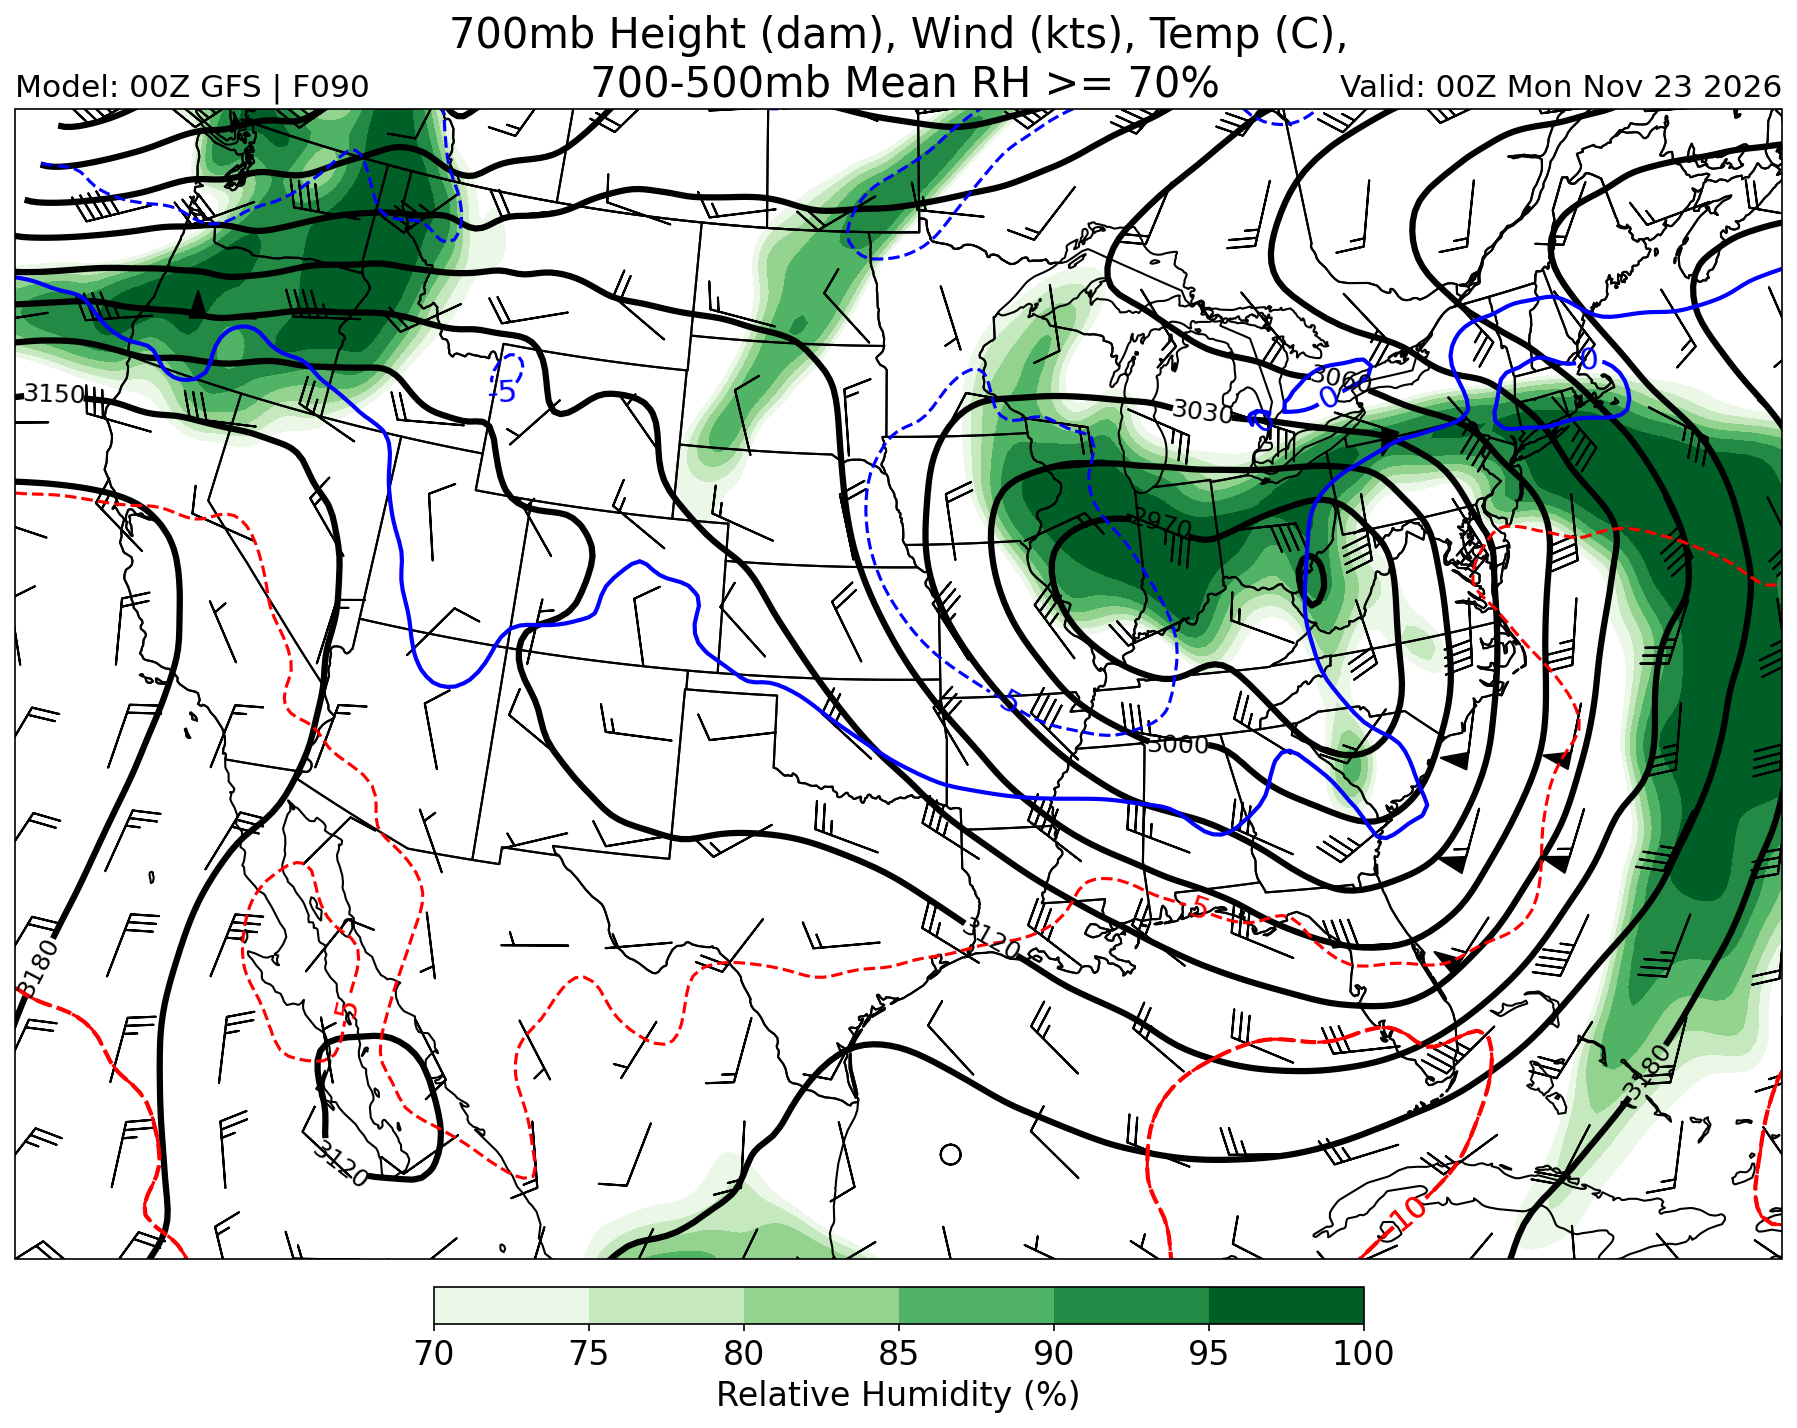 700mb Height (dam), Wind (kts), Temp (C),
700-500mb Mean RH >= 70%
Model: 00Z GFS | F090
Valid: 00Z Mon Nov 23 2026
3150
-5
3060
0
0
3030
0
2970
-5
3000
5
3120
3180
5
3120
3180
10
70 75 80 85 90 95 100
Relative Humidity (%)